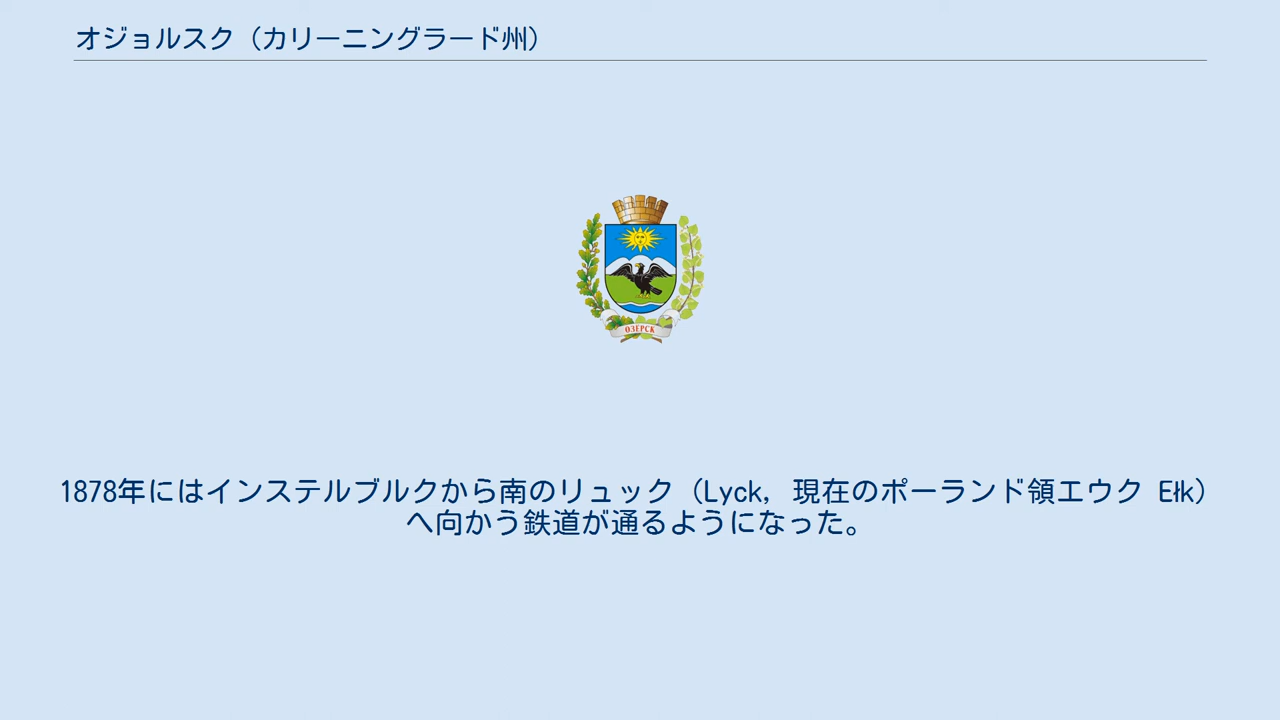 オジョルスク（カリーニングラード州）
ОЗЁРСК
1878年にはインステルブルクから南のリュック（Lyck, 現在のポーランド領エウク Ełk）
へ向かう鉄道が通るようになった。